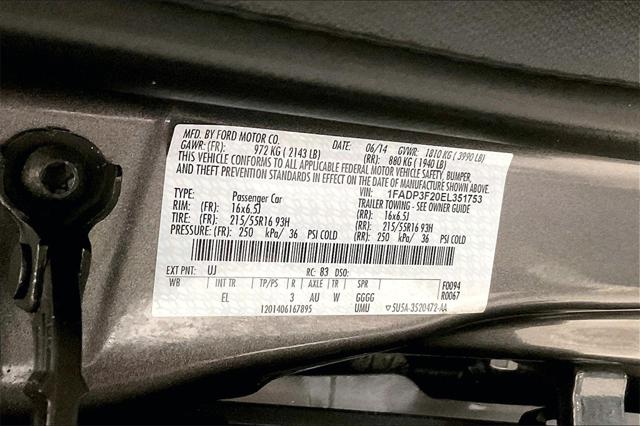 MFD. BY FORD MOTOR CO. DATE: 06/14 GVWR: 1810 KG ( 3990 LB)
GAWR: (FR): 972 KG ( 2143 LB) (RR): 880 KG (1940 LB)
THIS VEHICLE CONFORMS TO ALL APPLICABLE FEDERAL MOTOR VEHICLE SAFETY, BUMPER
AND THEFT PREVENTION STANDARDS IN EFFECT ON THE DATE OF MANUFACTURE SHOWN ABOVE.
VIN: 1FADP3F20EL351753
TYPE: Passenger Car TRAILER TOWING - SEE OWNER GUIDE
RIM: (FR): 16x6.5J (RR): 16x6.5J
TIRE: (FR): 215/55R16 93H (RR): 215/55R16 93H
PRESSURE: (FR): 250 kPa/ 36 PSI COLD (RR): 250 kPa/ 36 PSI COLD
EXT PNT: UJ RC: 83 DSO:
WB INT TR TP/PS R AXLE TR SPR F0094
EL 3 AU W GGGG R0067
1201406167895 UMU 5U5A-3520472-AA